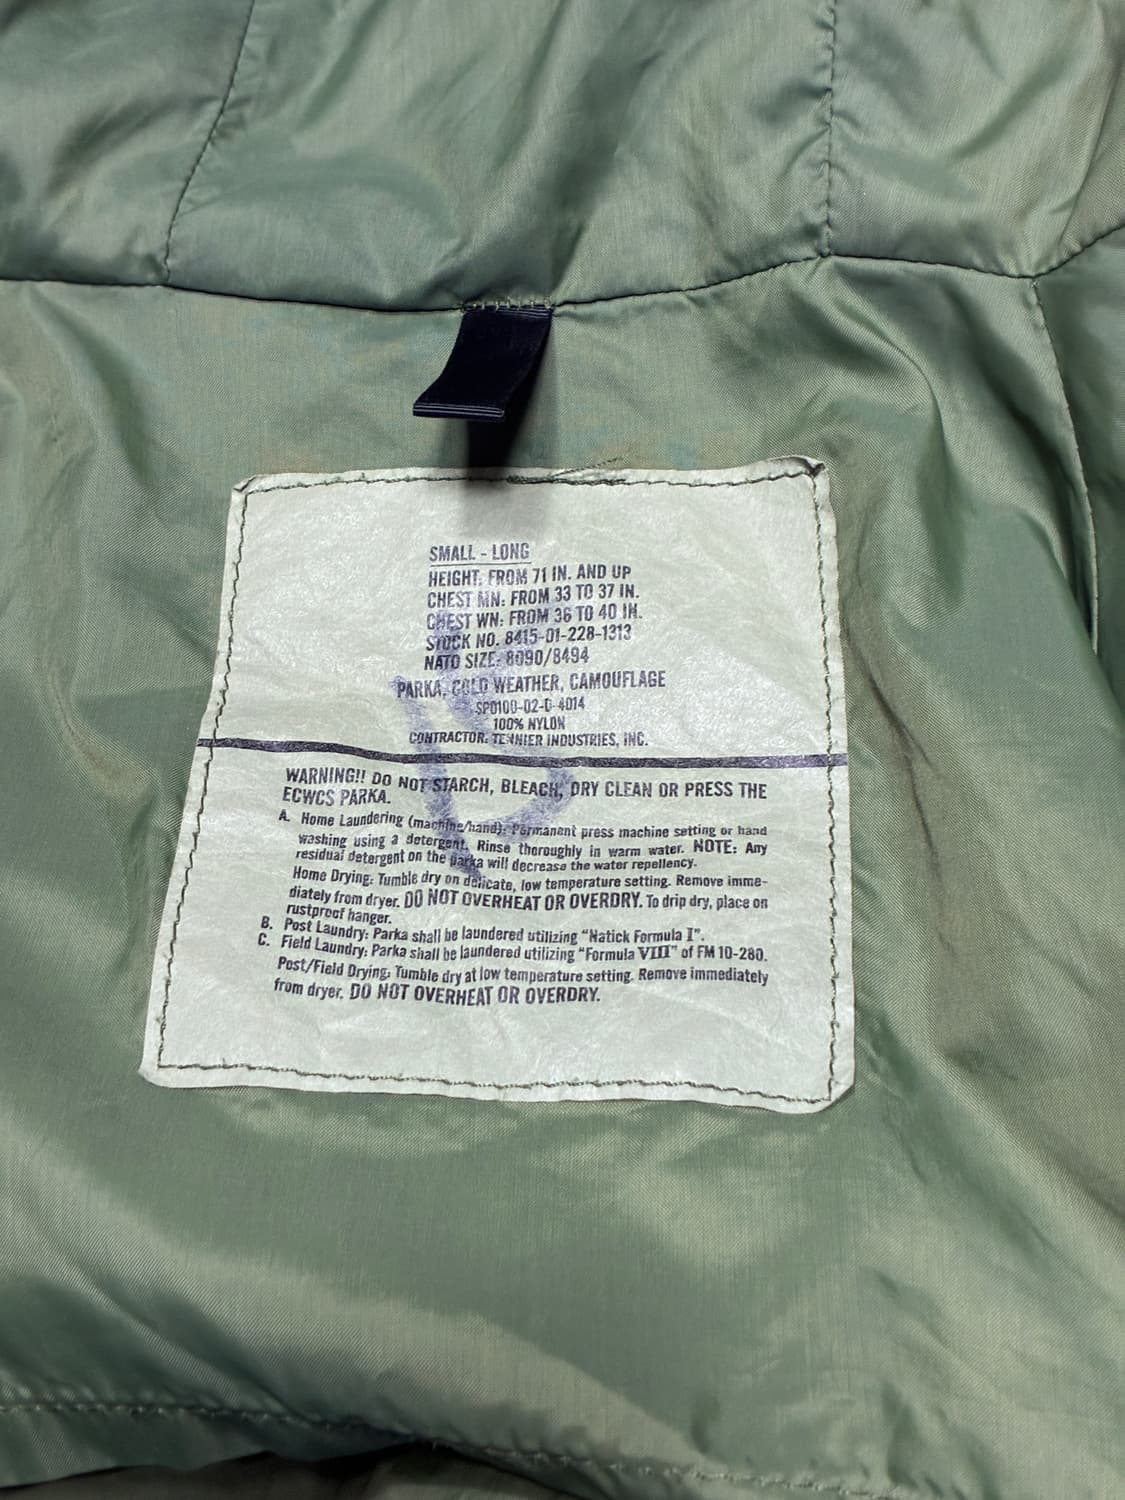 SMALL - LONG
HEIGHT: FROM 71 IN. AND UP
CHEST MN: FROM 33 TO 37 IN.
CHEST WN: FROM 36 TO 40 IN.
STOCK NO. 8415-01-228-1313
NATO SIZE: 8090/8494
PARKA, COLD WEATHER, CAMOUFLAGE
SP0100-02-D-4014
100% NYLON
CONTRACTOR: TENNIER INDUSTRIES, INC.
WARNING!! DO NOT STARCH, BLEACH, DRY CLEAN OR PRESS THE
ECWCS PARKA.
A. Home Laundering (machine/hand): Permanent press machine setting or hand
washing using a detergent. Rinse thoroughly in warm water. NOTE: Any
residual detergent on the parka will decrease the water repellency.
Home Drying: Tumble dry on delicate, low temperature setting. Remove imme-
diately from dryer. DO NOT OVERHEAT OR OVERDRY. To drip dry, place on
rustproof hanger.
B. Post Laundry: Parka shall be laundered utilizing "Natick Formula I".
C. Field Laundry: Parka shall be laundered utilizing "Formula VIII" of FM 10-280.
Post/Field Drying: Tumble dry at low temperature setting. Remove immediately
from dryer. DO NOT OVERHEAT OR OVERDRY.